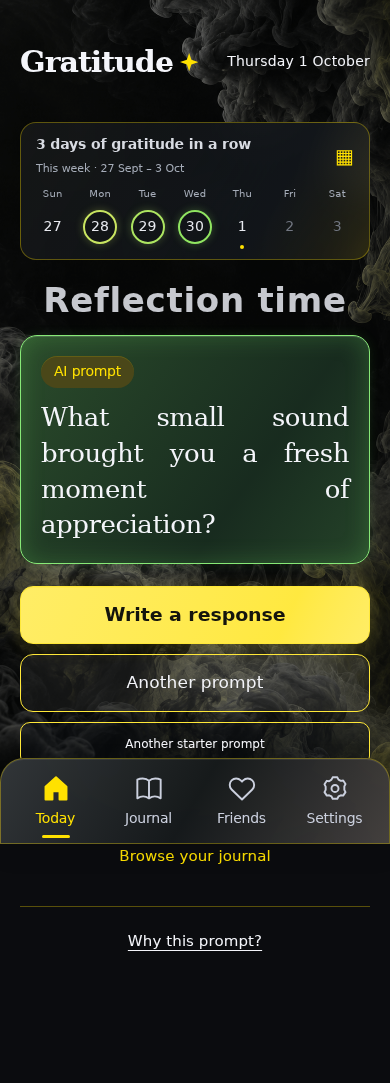 Gratitude
Thursday 1 October
3 days of gratitude in a row
This week · 27 Sept – 3 Oct
Sun Mon Tue Wed Thu Fri Sat
27 28 29 30 1 2 3
Reflection time
AI prompt
What small sound
brought you a fresh
moment of
appreciation?
Write a response
Another prompt
Another starter prompt
Today Journal Friends Settings
Browse your journal
Why this prompt?